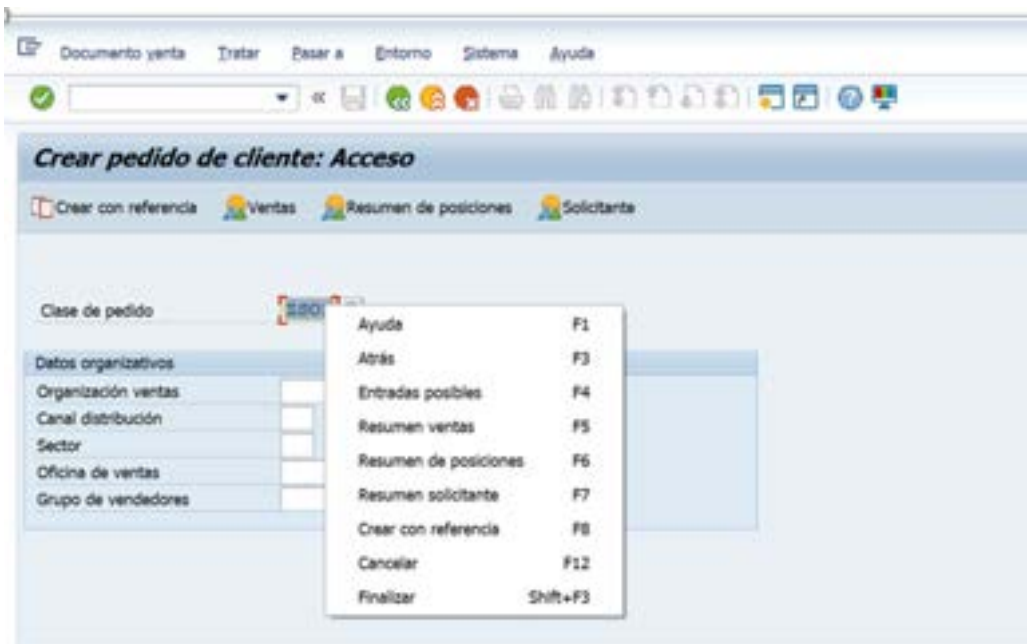 Documento venta Tratar Pasar a Entorno Sistema Ayuda
Crear pedido de cliente: Acceso
Crear con referencia Ventas Resumen de posiciones Solicitante
Clase de pedido
Ayuda F1
Datos organizativos
Atrás F3
Organización ventas
Entradas posibles F4
Canal distribución
Resumen ventas F5
Sector
Resumen de posiciones F6
Oficina de ventas
Resumen solicitante F7
Grupo de vendedores
Crear con referencia F8
Cancelar F12
Finalizar Shift+F3